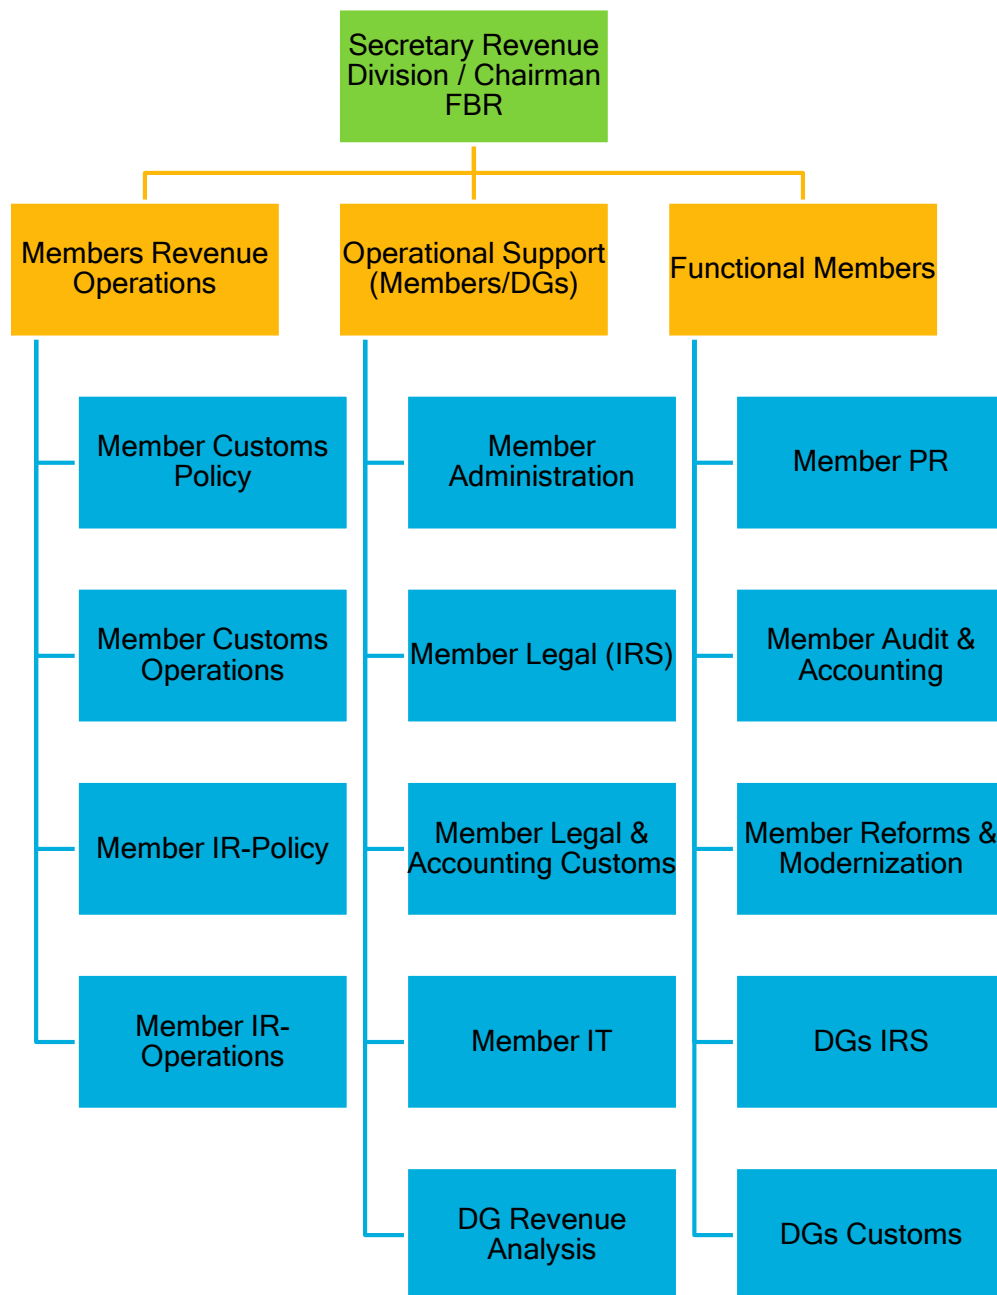 Secretary Revenue
Division / Chairman
FBR
Members Revenue
Operations
Operational Support
(Members/DGs)
Functional Members
Member Customs
Policy
Member
Administration
Member PR
Member Customs
Operations
Member Legal (IRS)
Member Audit &
Accounting
Member IR-Policy
Member Legal &
Accounting Customs
Member Reforms &
Modernization
Member IR-
Operations
Member IT
DGs IRS
DG Revenue
Analysis
DGs Customs